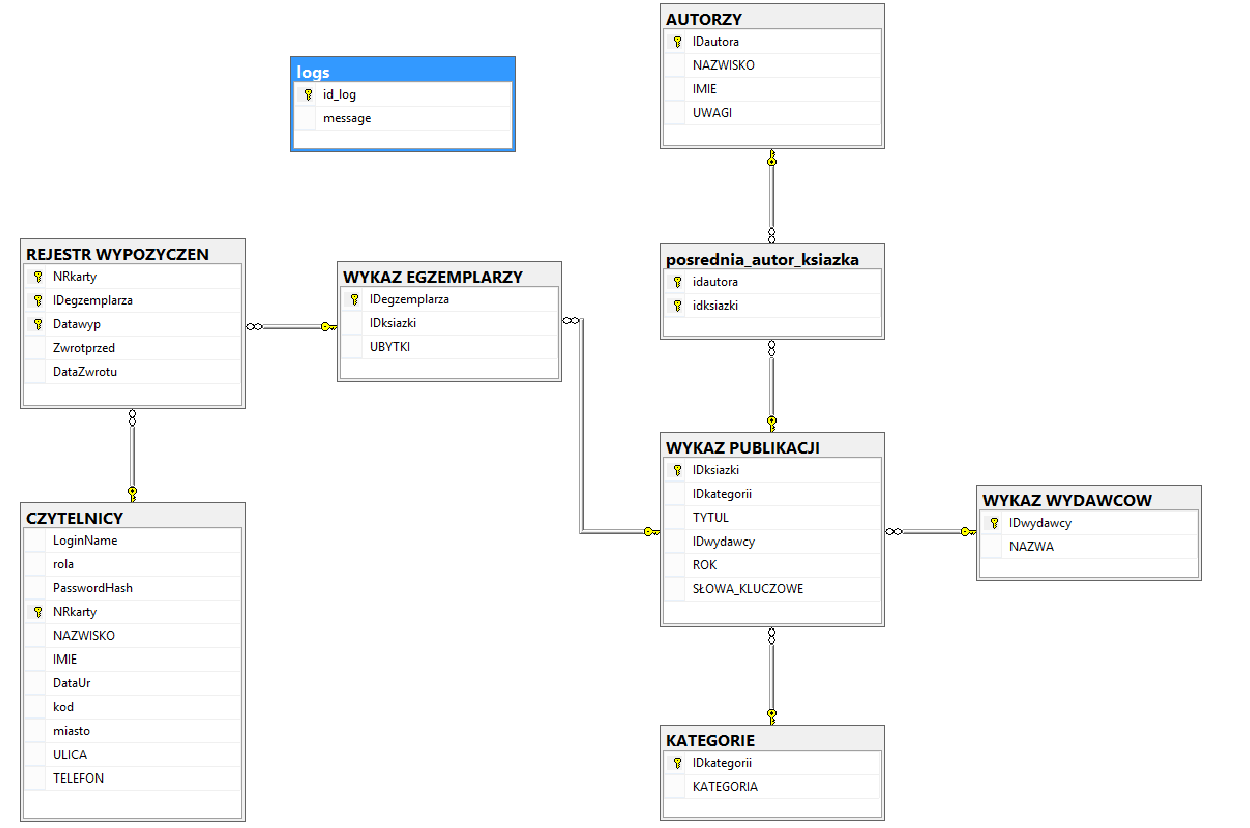 logs
id_log
message
AUTORZY
IDautora
NAZWISKO
IMIE
UWAGI
REJESTR WYPOZYCZEN
NRkarty
IDegzemplarza
Datawyp
Zwrotprzed
DataZwrotu
WYKAZ EGZEMPLARZY
IDegzemplarza
IDksiazki
UBYTKI
posrednia_autor_ksiazka
idautora
idksiazki
CZYTELNICY
LoginName
rola
PasswordHash
NRkarty
NAZWISKO
IMIE
DataUr
kod
miasto
ULICA
TELEFON
WYKAZ PUBLIKACJI
IDksiazki
IDkategorii
TYTUL
IDwydawcy
ROK
SŁOWA_KLUCZOWE
WYKAZ WYDAWCOW
IDwydawcy
NAZWA
KATEGORIE
IDkategorii
KATEGORIA